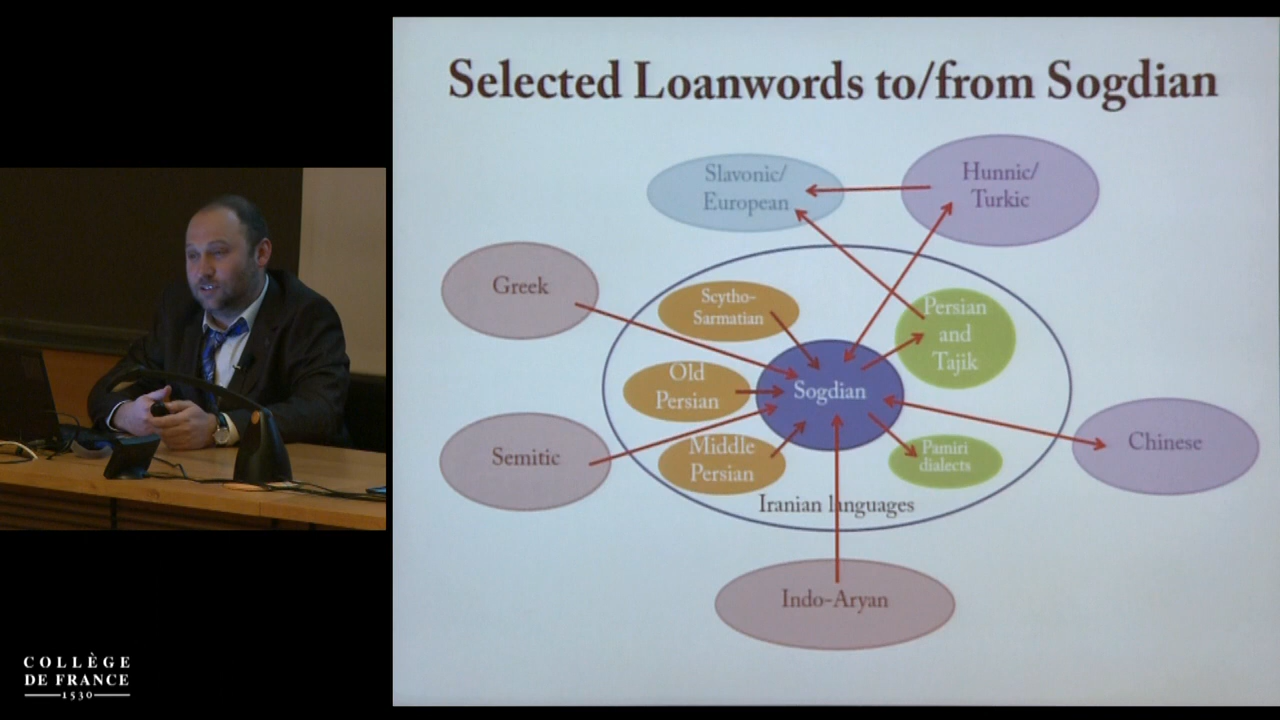 Selected Loanwords to/from Sogdian
Slavonic/
European
Hunnic/
Turkic
Greek
Scytho-
Sarmatian
Persian
and
Tajik
Old
Persian
Sogdian
Semitic
Middle
Persian
Pamiri
dialects
Chinese
Iranian languages
Indo-Aryan
COLLÈGE
DE FRANCE
1530